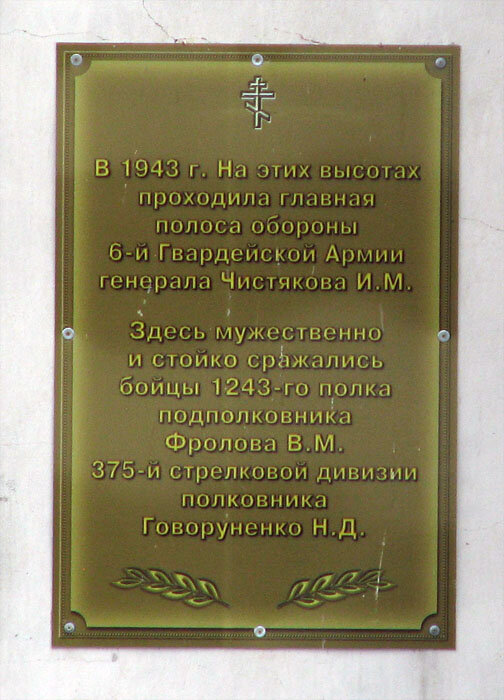 В 1943 г. На этих высотах
проходила главная
полоса обороны
6-й Гвардейской Армии
генерала Чистякова И.М.
Здесь мужественно
и стойко сражались
бойцы 1243-го полка
подполковника
Фролова В.М.
375-й стрелковой дивизии
полковника
Говоруненко Н.Д.